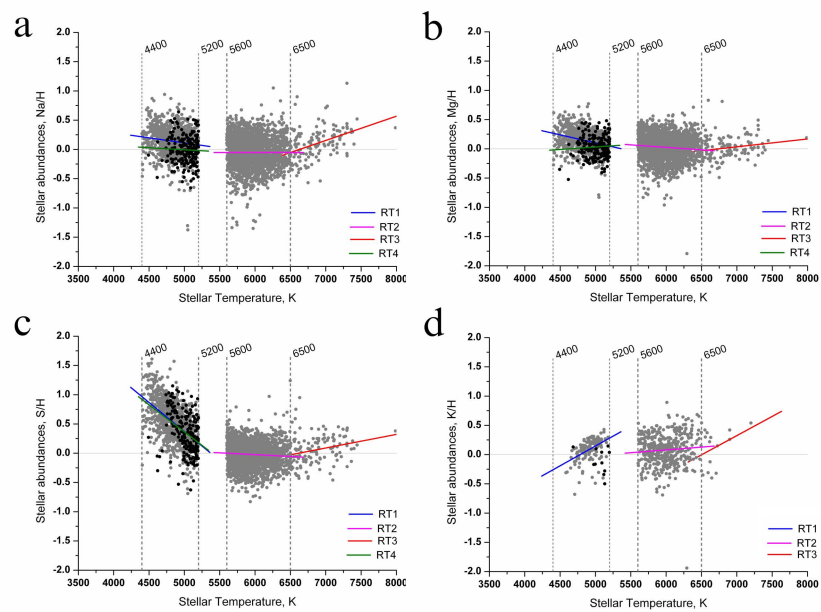 a
4400
5200
5600
6500
2.0
1.5
1.0
0.5
0.0
-0.5
-1.0
-1.5
-2.0
Stellar abundances, Na/H
RT1
RT2
RT3
RT4
3500 4000 4500 5000 5500 6000 6500 7000 7500 8000
Stellar Temperature, K
b
4400
5200
5600
6500
2.0
1.5
1.0
0.5
0.0
-0.5
-1.0
-1.5
-2.0
Stellar abundances, Mg/H
RT1
RT2
RT3
RT4
3500 4000 4500 5000 5500 6000 6500 7000 7500 8000
Stellar Temperature, K
c
4400
5200
5600
6500
2.0
1.5
1.0
0.5
0.0
-0.5
-1.0
-1.5
-2.0
Stellar abundances, S/H
RT1
RT2
RT3
RT4
3500 4000 4500 5000 5500 6000 6500 7000 7500 8000
Stellar Temperature, K
d
4400
5200
5600
6500
2.0
1.5
1.0
0.5
0.0
-0.5
-1.0
-1.5
-2.0
Stellar abundances, K/H
RT1
RT2
RT3
3500 4000 4500 5000 5500 6000 6500 7000 7500 8000
Stellar Temperature, K